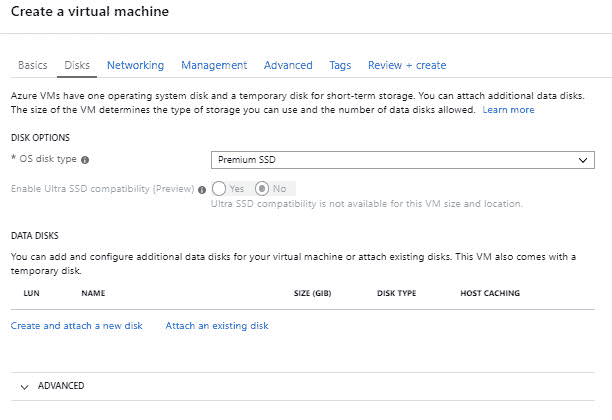 Create a virtual machine
Basics Disks Networking Management Advanced Tags Review + create
Azure VMs have one operating system disk and a temporary disk for short-term storage. You can attach additional data disks.
The size of the VM determines the type of storage you can use and the number of data disks allowed. Learn more
DISK OPTIONS
* OS disk type Premium SSD
Enable Ultra SSD compatibility (Preview) Yes No
Ultra SSD compatibility is not available for this VM size and location.
DATA DISKS
You can add and configure additional data disks for your virtual machine or attach existing disks. This VM also comes with a
temporary disk.
LUN NAME SIZE (GIB) DISK TYPE HOST CACHING
Create and attach a new disk Attach an existing disk
ADVANCED